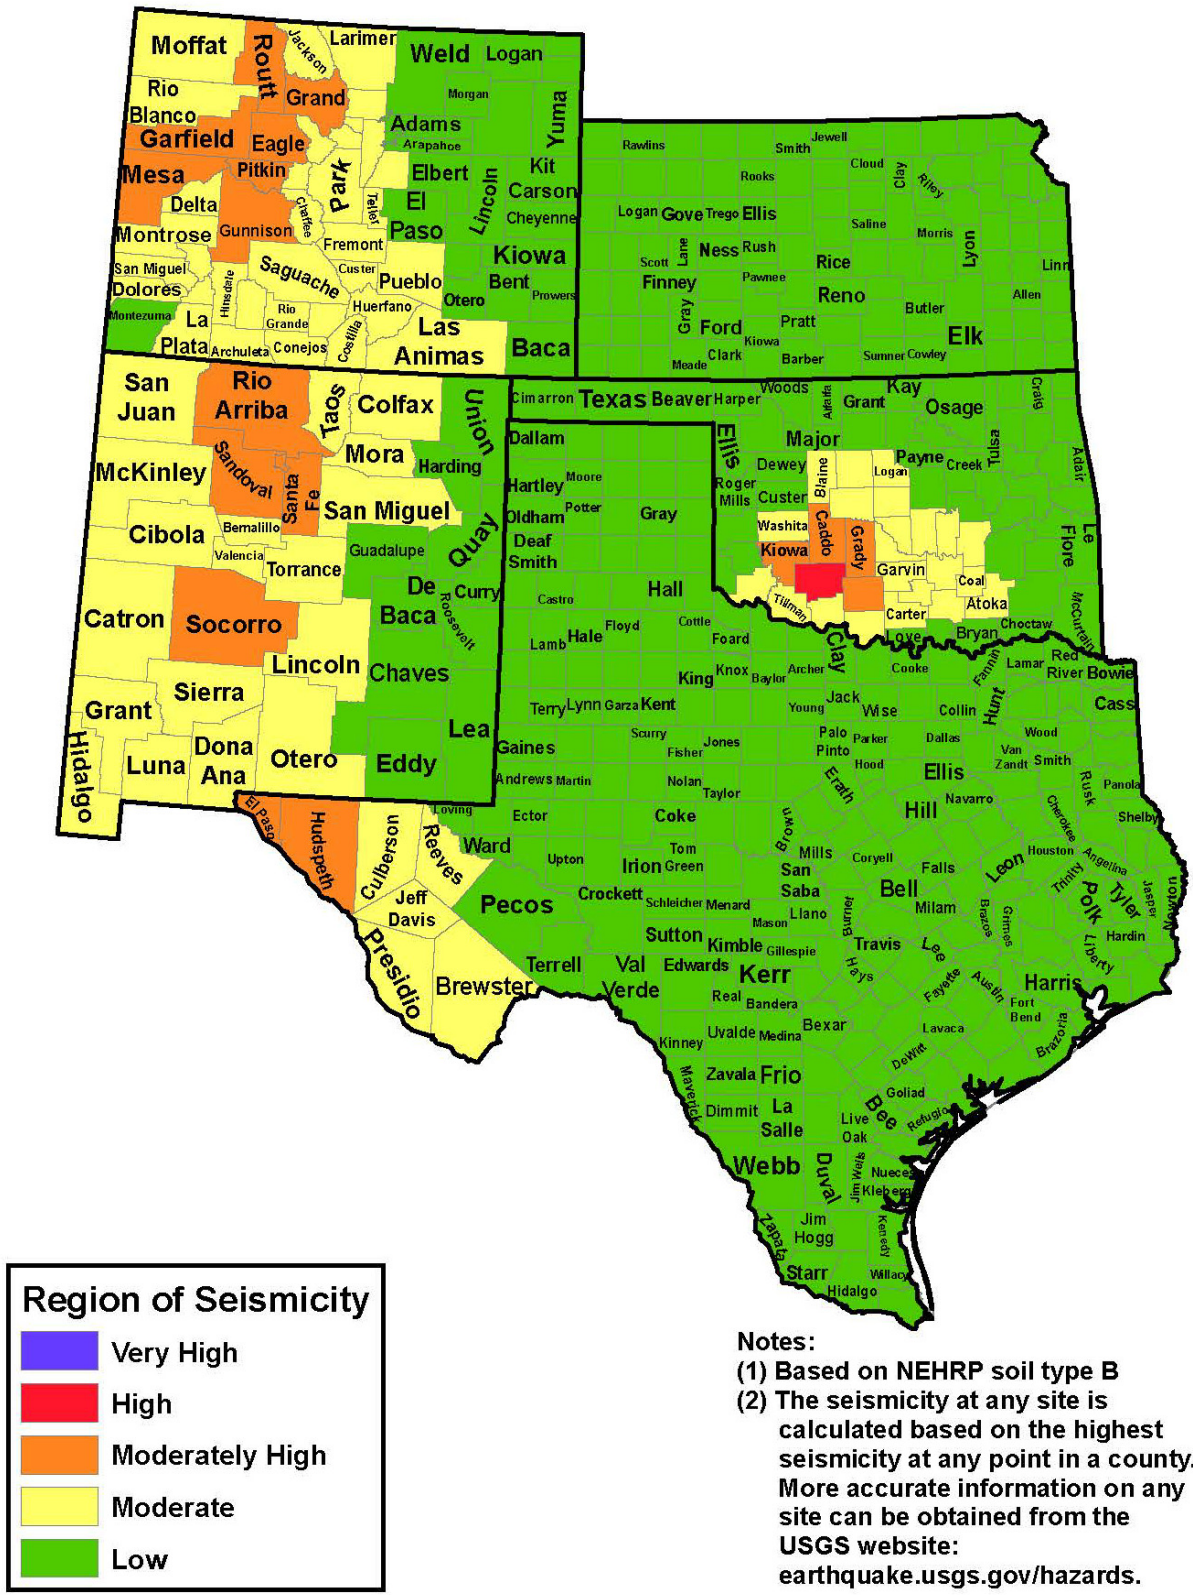 Moffat
Routt
Jackson
Larimer
Weld
Logan
Rio
Blanco
Grand
Morgan
Yuma
Garfield
Eagle
Adams
Arapahoe
Mesa
Pitkin
Park
Elbert
Lincoln
Kit
Carson
Delta
Gunnison
Chaffee
Teller
El
Paso
Cheyenne
Montrose
Fremont
Kiowa
San Miguel
Saguache
Custer
Pueblo
Bent
Dolores
Hinsdale
Otero
Prowers
Montezuma
La
Plata
Rio
Grande
Huerfano
Costilla
Las
Animas
Archuleta
Conejos
Baca
Rawlins
Smith
Jewell
Cloud
Clay
Riley
Rooks
Logan
Gove
Trego
Ellis
Saline
Morris
Lyon
Scott
Lane
Ness
Rush
Rice
Linn
Finney
Pawnee
Reno
Allen
Gray
Ford
Pratt
Butler
Elk
Kiowa
Meade
Clark
Barber
Sumner
Cowley
San
Juan
Rio
Arriba
Taos
Colfax
Union
McKinley
Sandoval
Santa
Fe
Mora
Harding
San Miguel
Cibola
Bernalillo
Valencia
Torrance
Guadalupe
Quay
De
Baca
Curry
Roosevelt
Catron
Socorro
Lincoln
Chaves
Sierra
Grant
Hidalgo
Luna
Dona
Ana
Otero
Eddy
Lea
Cimarron
Texas
Beaver
Harper
Woods
Alfalfa
Kay
Grant
Osage
Craig
Ellis
Major
Tulsa
Dewey
Blaine
Logan
Payne
Creek
Adair
Roger
Mills
Custer
Washita
Caddo
Grady
Le
Flore
Kiowa
Garvin
Coal
Tillman
Carter
Atoka
Love
Bryan
Choctaw
McCurtain
Dallam
Hartley
Moore
Oldham
Potter
Gray
Deaf
Smith
Castro
Hall
Lamb
Hale
Floyd
Cottle
Foard
Clay
Cooke
Fannin
Lamar
Red
River
Bowie
King
Knox
Baylor
Archer
Terry
Lynn
Garza
Kent
Young
Jack
Wise
Collin
Hunt
Cass
Gaines
Scurry
Fisher
Jones
Palo
Pinto
Parker
Dallas
Wood
Van
Zandt
Smith
Andrews
Martin
Nolan
Taylor
Hood
Erath
Ellis
Rusk
Panola
El Paso
Hudspeth
Culberson
Reeves
Loving
Ector
Coke
Brown
Hill
Navarro
Cherokee
Shelby
Ward
Upton
Irion
Tom
Green
Mills
Coryell
Falls
Leon
Houston
Angelina
Jeff
Davis
Pecos
Crockett
Schleicher
Menard
San
Saba
Bell
Milam
Trinity
Polk
Tyler
Jasper
Newton
Presidio
Brewster
Terrell
Val
Verde
Sutton
Mason
Llano
Burnet
Brazos
Grimes
Hardin
Kimble
Gillespie
Travis
Lee
Liberty
Edwards
Kerr
Hays
Fayette
Austin
Harris
Real
Bandera
Fort
Bend
Kinney
Uvalde
Medina
Bexar
Lavaca
Brazoria
Maverick
Zavala
Frio
DeWitt
Dimmit
La
Salle
Live
Oak
Bee
Goliad
Refugio
Webb
Duval
Jim Wells
Nueces
Kleberg
Zapata
Jim
Hogg
Kenedy
Starr
Willacy
Hidalgo
Region of Seismicity
Very High
High
Moderately High
Moderate
Low
Notes:
(1) Based on NEHRP soil type B
(2) The seismicity at any site is
calculated based on the highest
seismicity at any point in a county.
More accurate information on any
site can be obtained from the
USGS website:
earthquake.usgs.gov/hazards.